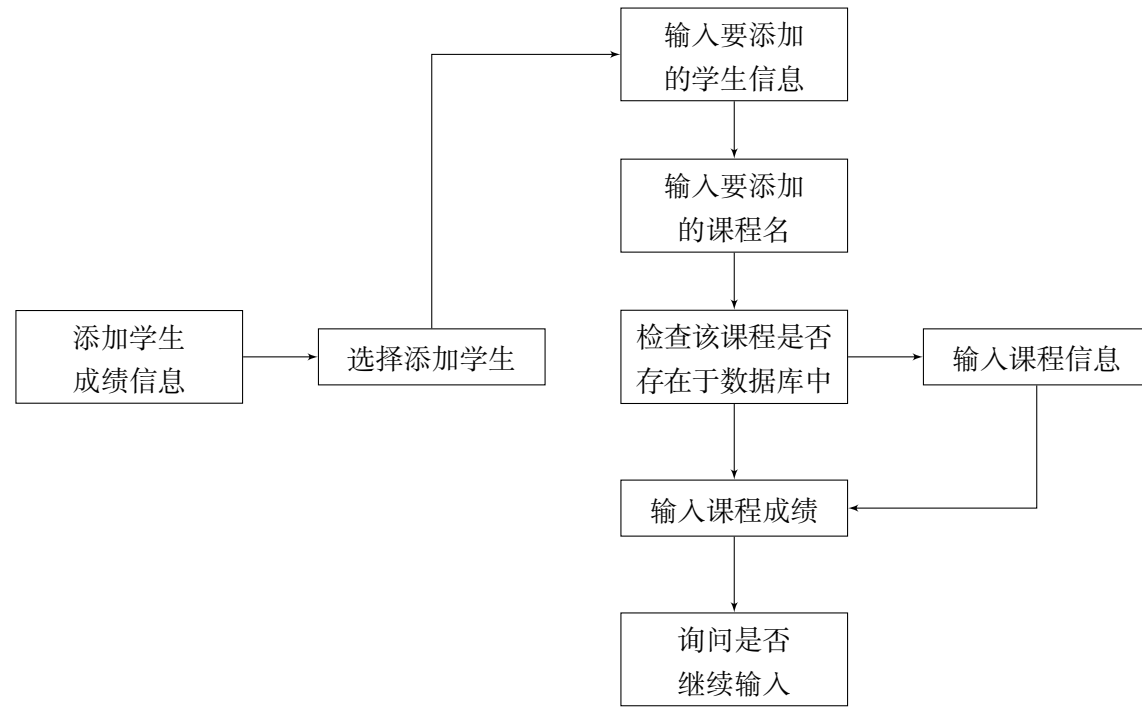 输入要添加
的学生信息
输入要添加
的课程名
添加学生
成绩信息
选择添加学生
检查该课程是否
存在于数据库中
输入课程信息
输入课程成绩
询问是否
继续输入